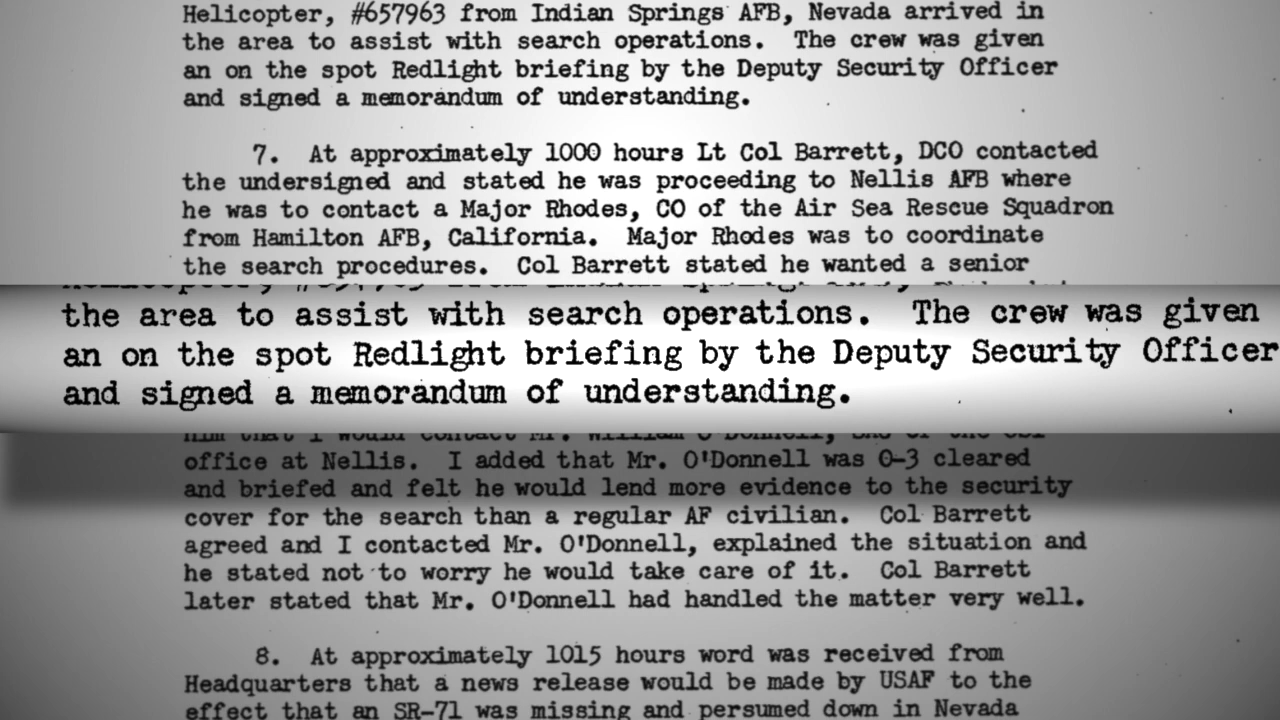 Helicopter, #657963 from Indian Springs AFB, Nevada arrived in
the area to assist with search operations. The crew was given
an on the spot Redlight briefing by the Deputy Security Officer
and signed a memorandum of understanding.
7. At approximately 1000 hours Lt Col Barrett, DCO contacted
the undersigned and stated he was proceeding to Nellis AFB where
he was to contact a Major Rhodes, CO of the Air Sea Rescue Squadron
from Hamilton AFB, California. Major Rhodes was to coordinate
the search procedures. Col Barrett stated he wanted a senior
the area to assist with search operations. The crew was given
an on the spot Redlight briefing by the Deputy Security Officer
and signed a memorandum of understanding.
him that I would contact Mr. William O'Donnell,
office at Nellis. I added that Mr. O'Donnell was O-3 cleared
and briefed and felt he would lend more evidence to the security
cover for the search than a regular AF civilian. Col Barrett
agreed and I contacted Mr. O'Donnell, explained the situation and
he stated not to worry he would take care of it. Col Barrett
later stated that Mr. O'Donnell had handled the matter very well.
8. At approximately 1015 hours word was received from
Headquarters that a news release would be made by USAF to the
effect that an SR-71 was missing and persumed down in Nevada